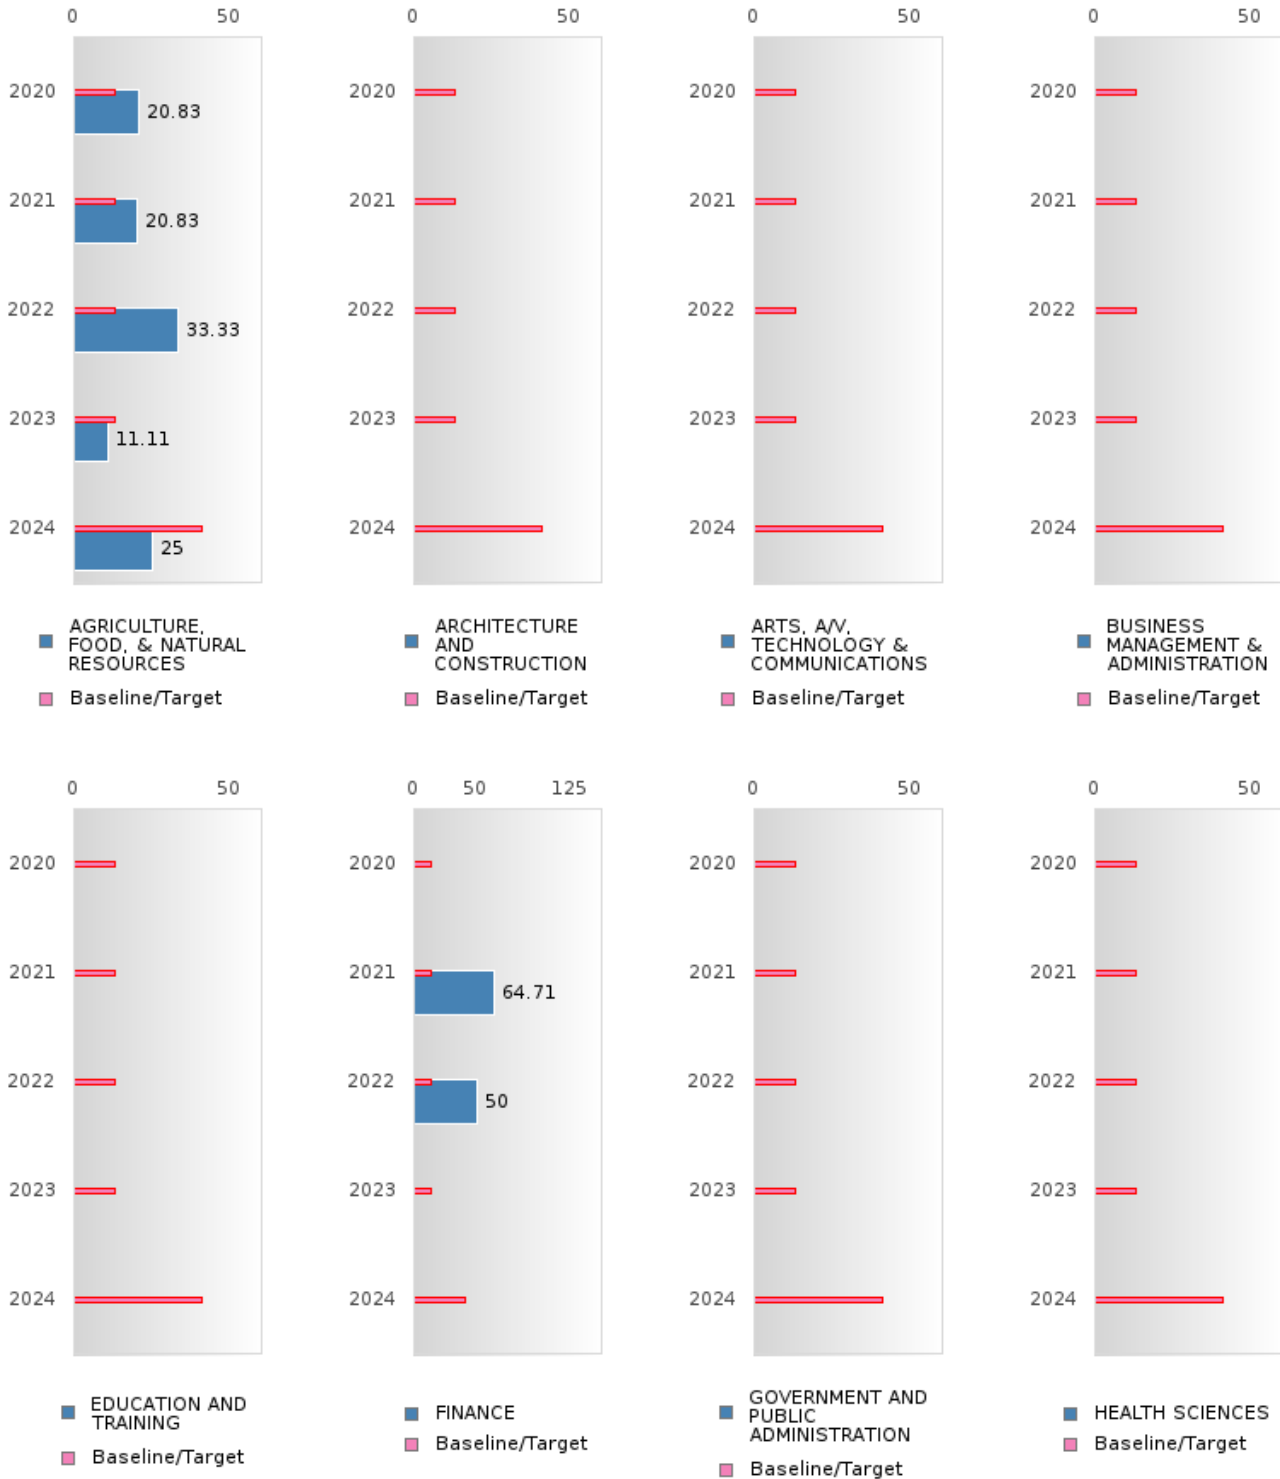 0 50
0 50
0 50
0 50
2020
20.83
2021
20.83
2022
33.33
2023
11.11
2024
25
2020
2021
2022
2023
2024
2020
2021
2022
2023
2024
2020
2021
2022
2023
2024
AGRICULTURE,
FOOD, & NATURAL
RESOURCES
Baseline/Target
ARCHITECTURE
AND
CONSTRUCTION
Baseline/Target
ARTS, A/V,
TECHNOLOGY &
COMMUNICATIONS
Baseline/Target
BUSINESS
MANAGEMENT &
ADMINISTRATION
Baseline/Target
0 50
0 50 125
0 50
0 50
2020
2021
2022
2023
2024
2020
2021
64.71
2022
50
2023
2024
2020
2021
2022
2023
2024
2020
2021
2022
2023
2024
EDUCATION AND
TRAINING
Baseline/Target
FINANCE
Baseline/Target
GOVERNMENT AND
PUBLIC
ADMINISTRATION
Baseline/Target
HEALTH SCIENCES
Baseline/Target